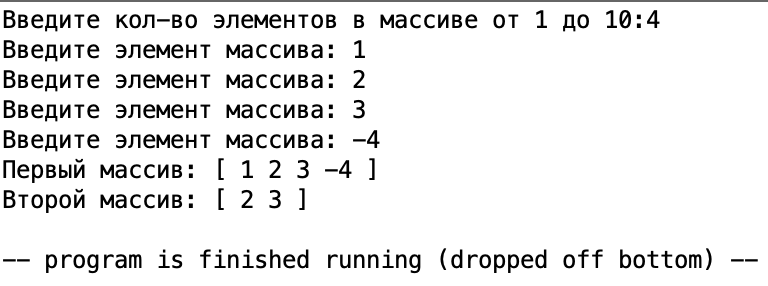 Введите кол-во элементов в массиве от 1 до 10:4
Введите элемент массива: 1
Введите элемент массива: 2
Введите элемент массива: 3
Введите элемент массива: -4
Первый массив: [ 1 2 3 -4 ]
Второй массив: [ 2 3 ]
-- program is finished running (dropped off bottom) --